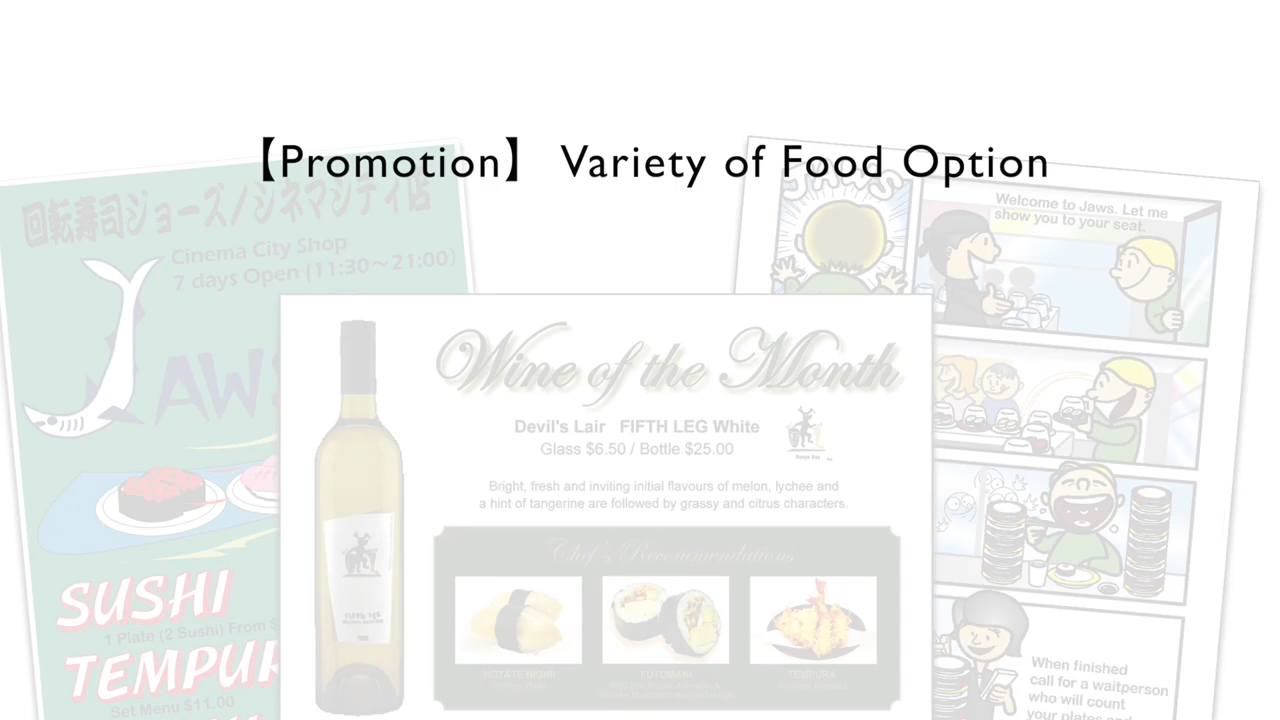 【Promotion】 Variety of Food Option
回転寿司ジョーズ/シネマシティ店
Cinema City Shop
7 days Open (11:30～21:00)
JAWS
SUSHI
1 Plate (2 Sushi) From $
TEMPURA
Set Menu $11.00
Wine of the Month
Devil's Lair FIFTH LEG White
Glass $6.50 / Bottle $25.00
Bright, fresh and inviting initial flavours of melon, lychee and
a hint of tangerine are followed by grassy and citrus characters.
Chef's Recommendations
HOTATE NIGIRI
FUTOMAKI
TEMPURA
Welcome to Jaws. Let me
show you to your seat.
When finished
call for a waitperson
who will count
your plates and